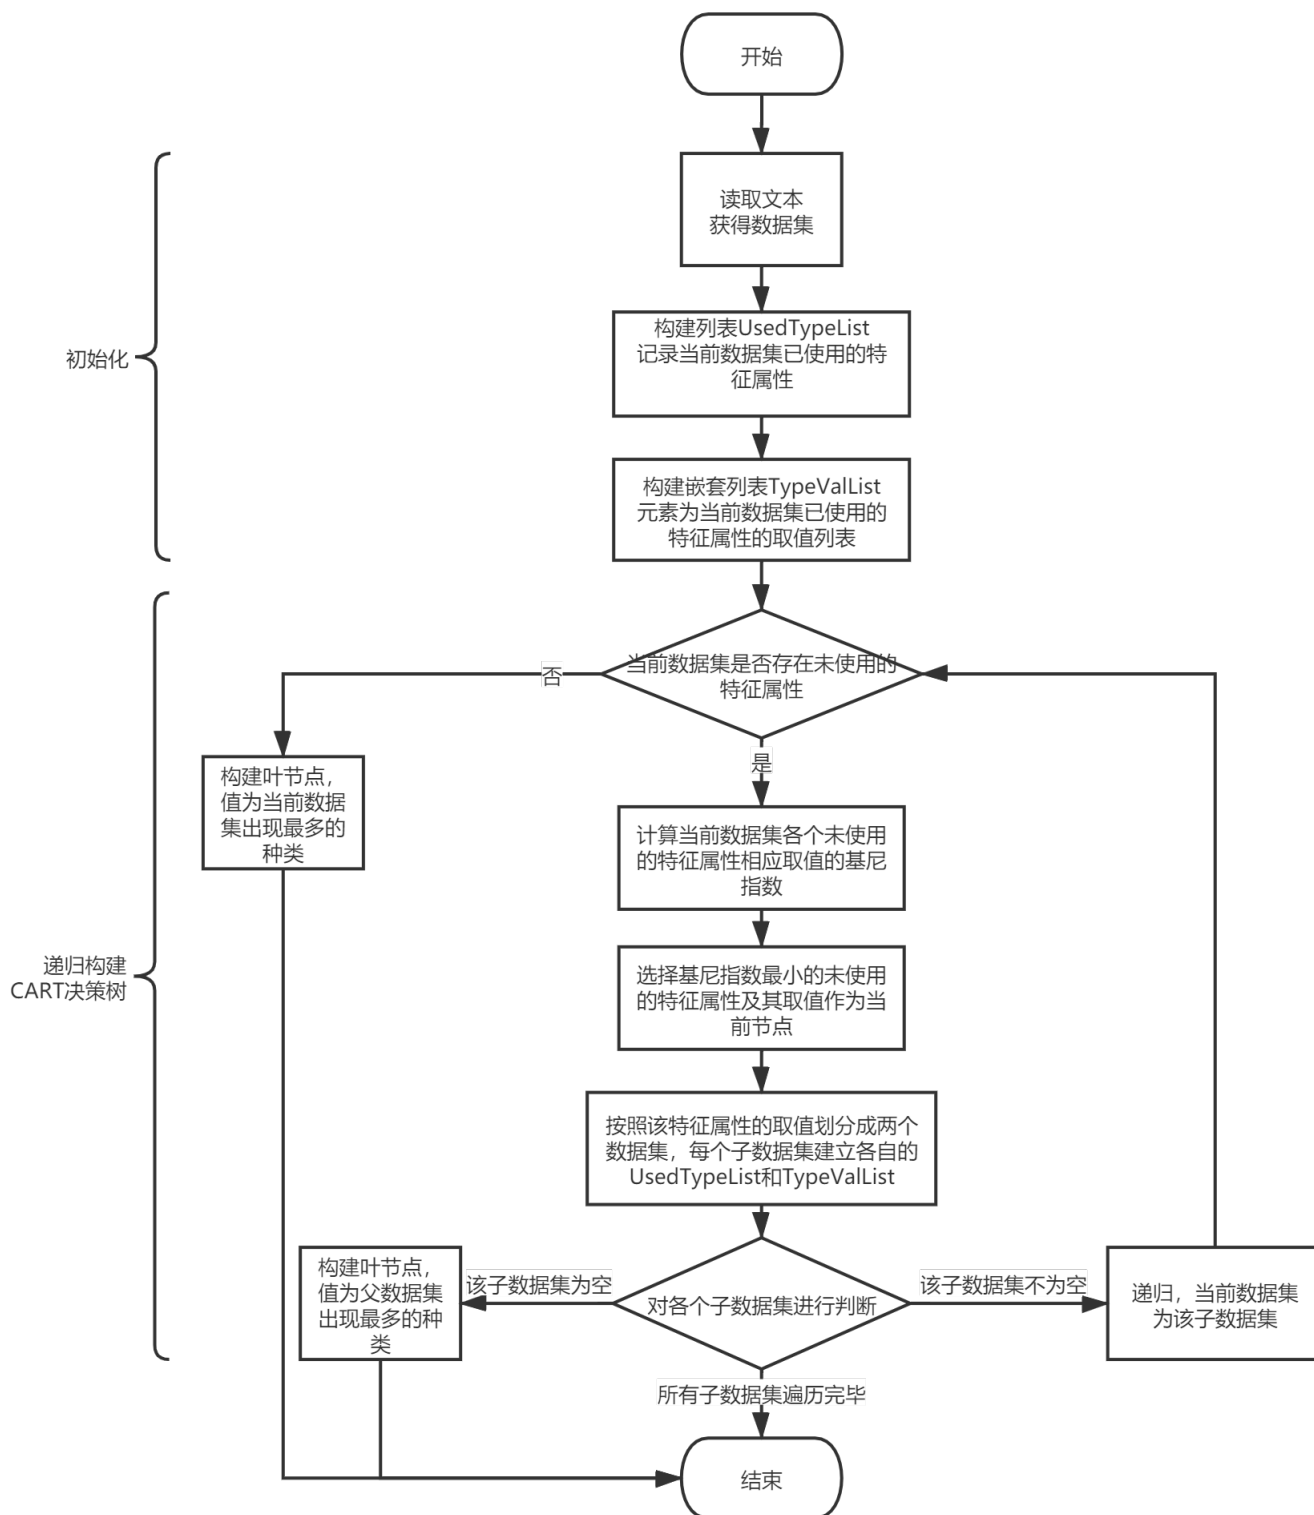 开始
读取文本
获得数据集
构建列表UsedTypeList
记录当前数据集已使用的特
征属性
初始化
构建嵌套列表TypeValList
元素为当前数据集已使用的
特征属性的取值列表
当前数据集是否存在未使用的
特征属性
否
是
构建叶节点，
值为当前数据
集出现最多的
种类
计算当前数据集各个未使用
的特征属性相应取值的基尼
指数
递归构建
CART决策树
选择基尼指数最小的未使用
的特征属性及其取值作为当
前节点
按照该特征属性的取值划分成两个
数据集，每个子数据集建立各自的
UsedTypeList和TypeValList
构建叶节点，
值为父数据集
出现最多的种
类
该子数据集为空
对各个子数据集进行判断
该子数据集不为空
递归，当前数据集
为该子数据集
所有子数据集遍历完毕
结束